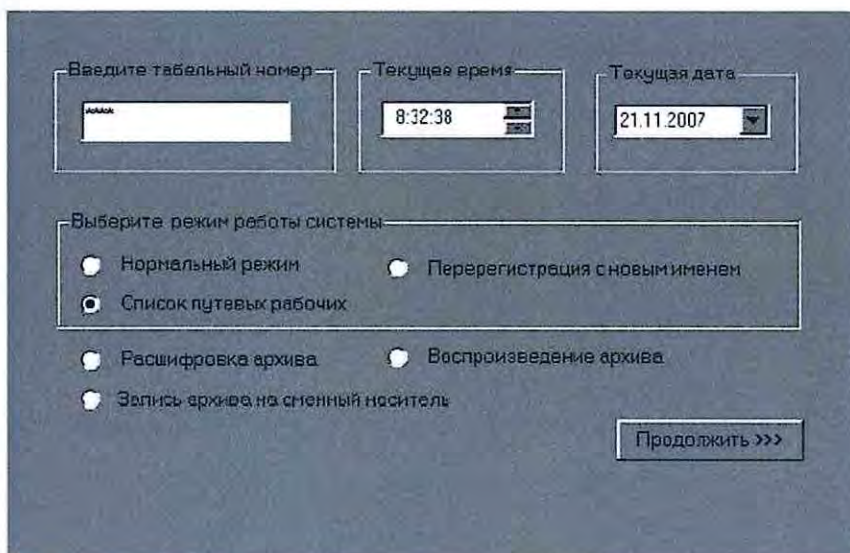 Введите табельный номер
Текущее время
Текущая дата
****
8:32:38
21.11.2007
Выберите режим работы системы
Нормальный режим
Перерегистрация с новым именем
Список путевых рабочих
Расшифровка архива
Воспроизведение архива
Запись архива на сменный носитель
Продолжить >>>